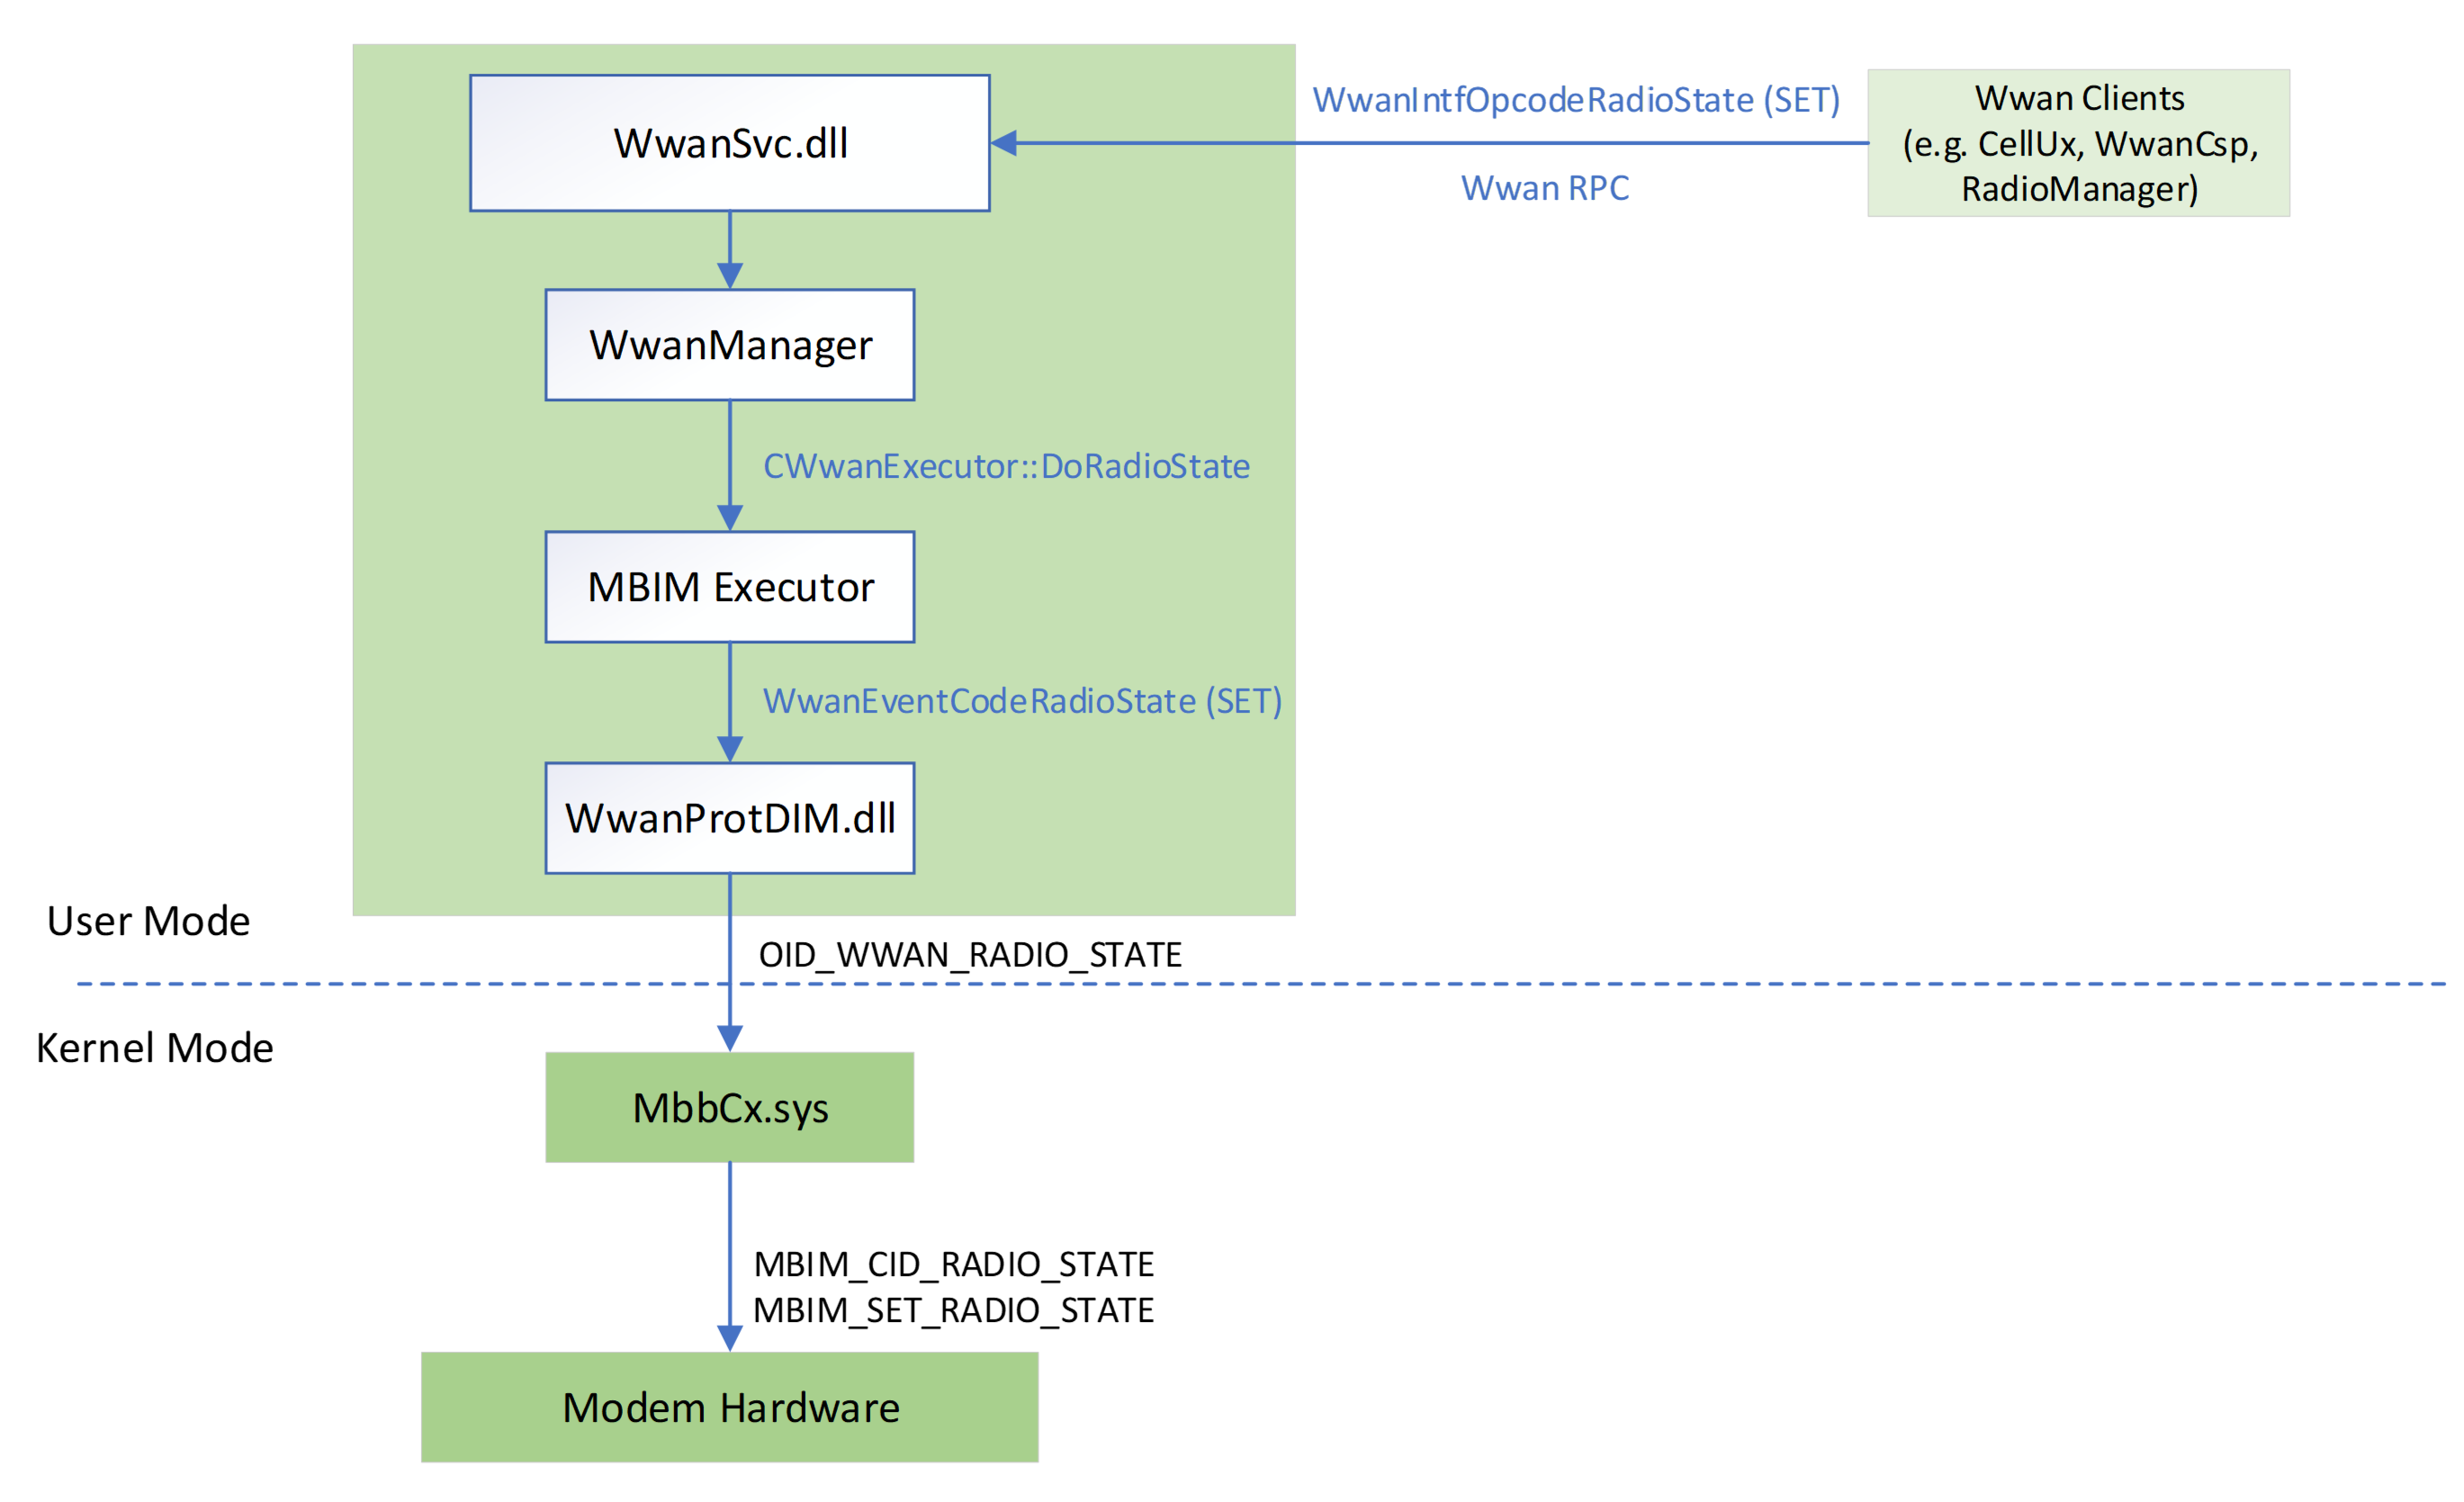 WwanSvc.dll
WwanIntfOpcodeRadioState (SET)
Wwan RPC
Wwan Clients
(e.g. CellUx, WwanCsp,
RadioManager)
WwanManager
CWwanExecutor::DoRadioState
MBIM Executor
WwanEventCodeRadioState (SET)
WwanProtDIM.dll
User Mode
OID_WWAN_RADIO_STATE
Kernel Mode
MbbCx.sys
MBIM_CID_RADIO_STATE
MBIM_SET_RADIO_STATE
Modem Hardware